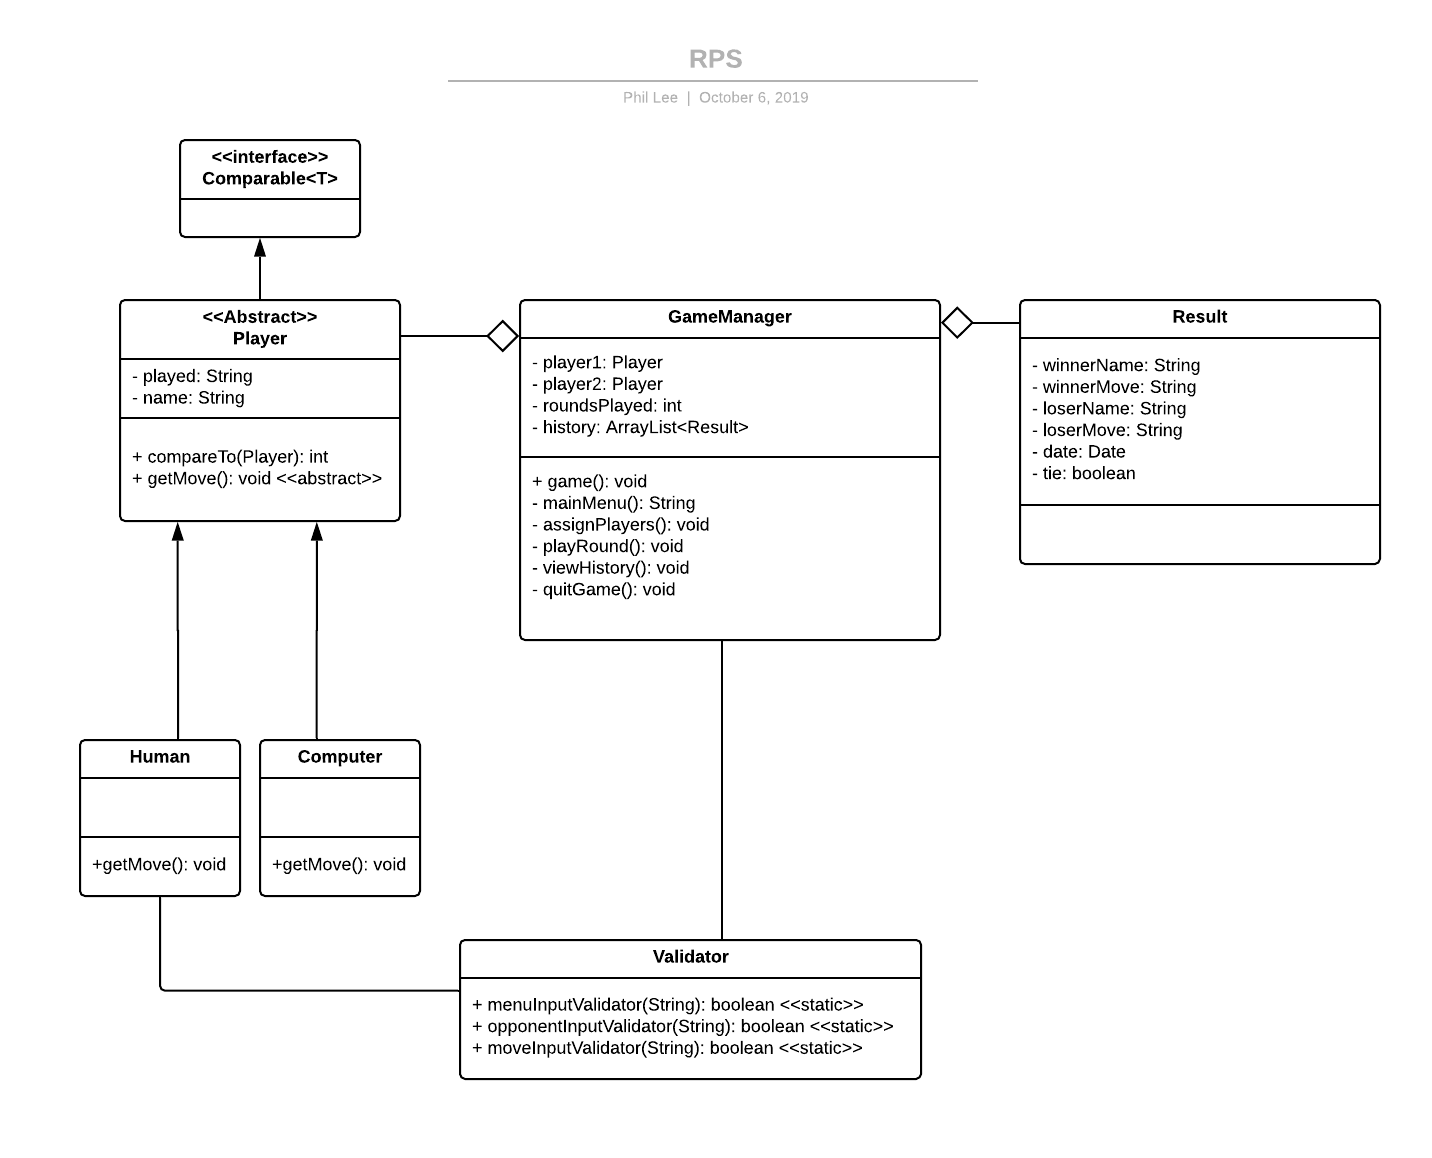 RPS
Phil Lee | October 6, 2019
<<interface>>
Comparable<T>
<<Abstract>>
Player
- played: String
- name: String
+ compareTo(Player): int
+ getMove(): void <<abstract>>
GameManager
- player1: Player
- player2: Player
- roundsPlayed: int
- history: ArrayList<Result>
+ game(): void
- mainMenu(): String
- assignPlayers(): void
- playRound(): void
- viewHistory(): void
- quitGame(): void
Result
- winnerName: String
- winnerMove: String
- loserName: String
- loserMove: String
- date: Date
- tie: boolean
Human
+getMove(): void
Computer
+getMove(): void
Validator
+ menuInputValidator(String): boolean <<static>>
+ opponentInputValidator(String): boolean <<static>>
+ moveInputValidator(String): boolean <<static>>